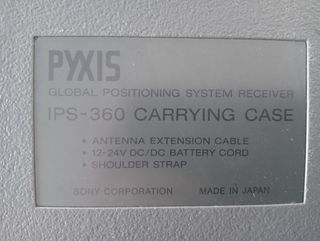 PYXIS
GLOBAL POSITIONING SYSTEM RECEIVER
IPS-360 CARRYING CASE
• ANTENNA EXTENSION CABLE
• 12-24V DC/DC BATTERY CORD
• SHOULDER STRAP
SONY CORPORATION MADE IN JAPAN